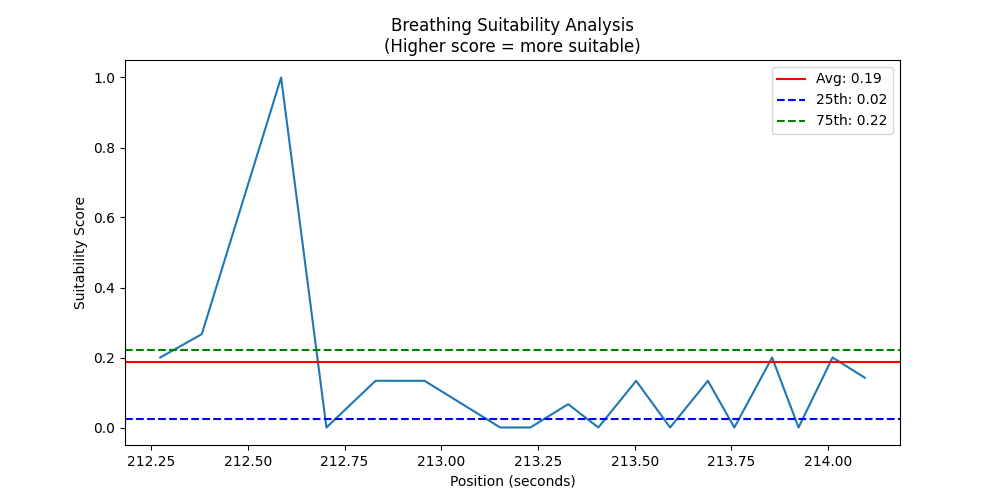 Breathing Suitability Analysis
(Higher score = more suitable)
Avg: 0.19
25th: 0.02
75th: 0.22
Suitability Score
1.0
0.8
0.6
0.4
0.2
0.0
212.25 212.50 212.75 213.00 213.25 213.50 213.75 214.00
Position (seconds)